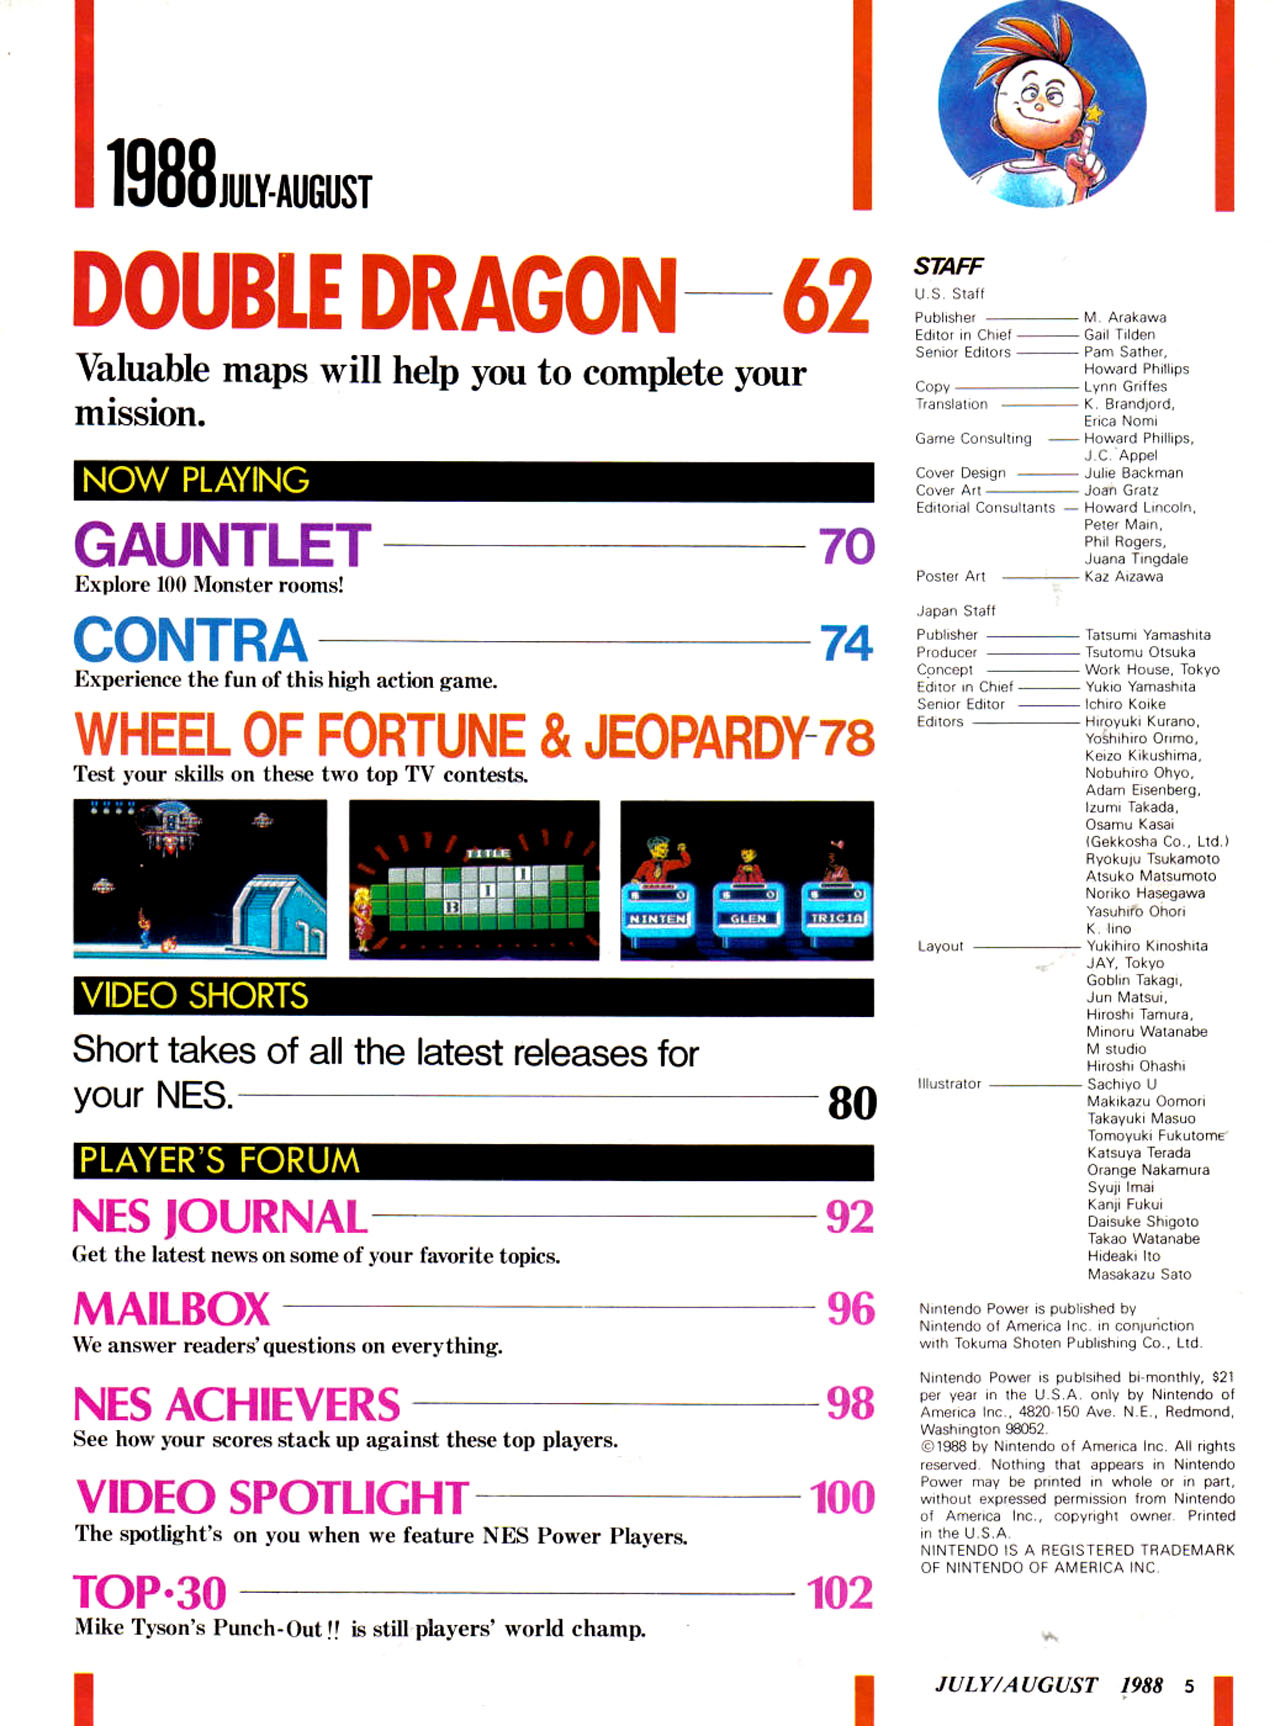 1988 JULY-AUGUST
DOUBLE DRAGON 62
Valuable maps will help you to complete your
mission.
NOW PLAYING
GAUNTLET 70
Explore 100 Monster rooms!
CONTRA 74
Experience the fun of this high action game.
WHEEL OF FORTUNE & JEOPARDY-78
Test your skills on these two top TV contests.
TITLE
I
I
B
NINTEN GLEN TRICIA
VIDEO SHORTS
Short takes of all the latest releases for
your NES. 80
PLAYER'S FORUM
NES JOURNAL 92
Get the latest news on some of your favorite topics.
MAILBOX 96
We answer readers' questions on everything.
NES ACHIEVERS 98
See how your scores stack up against these top players.
VIDEO SPOTLIGHT 100
The spotlight's on you when we feature NES Power Players.
TOP·30 102
Mike Tyson's Punch-Out!! is still players' world champ.
STAFF
U.S. Staff
Publisher M. Arakawa
Editor in Chief Gail Tilden
Senior Editors Pam Sather,
Howard Phillips
Copy Lynn Griffes
Translation K. Brandjord,
Erica Nomi
Game Consulting Howard Phillips,
J.C. Appel
Cover Design Julie Backman
Cover Art Joan Gratz
Editorial Consultants Howard Lincoln,
Peter Main,
Phil Rogers,
Juana Tingdale
Poster Art Kaz Aizawa
Japan Staff
Publisher Tatsumi Yamashita
Producer Tsutomu Otsuka
Concept Work House, Tokyo
Editor in Chief Yukio Yamashita
Senior Editor Ichiro Koike
Editors Hiroyuki Kurano,
Yoshihiro Orimo,
Keizo Kikushima,
Nobuhiro Ohyo,
Adam Eisenberg,
Izumi Takada,
Osamu Kasai
(Gekkosha Co., Ltd.)
Ryokuju Tsukamoto
Atsuko Matsumoto
Noriko Hasegawa
Yasuhiro Ohori
K. Iino
Layout Yukihiro Kinoshita
JAY, Tokyo
Goblin Takagi,
Jun Matsui,
Hiroshi Tamura,
Minoru Watanabe
M studio
Hiroshi Ohashi
Illustrator Sachiyo U
Makikazu Oomori
Takayuki Masuo
Tomoyuki Fukutome
Katsuya Terada
Orange Nakamura
Syuji Imai
Kanji Fukui
Daisuke Shigoto
Takao Watanabe
Hideaki Ito
Masakazu Sato
Nintendo Power is published by
Nintendo of America Inc. in conjunction
with Tokuma Shoten Publishing Co., Ltd.
Nintendo Power is publsihed bi-monthly, $21
per year in the U.S.A. only by Nintendo of
America Inc., 4820-150 Ave. N.E., Redmond,
Washington 98052.
©1988 by Nintendo of America Inc. All rights
reserved. Nothing that appears in Nintendo
Power may be printed in whole or in part,
without expressed permission from Nintendo
of America Inc., copyright owner. Printed
in the U.S.A.
NINTENDO IS A REGISTERED TRADEMARK
OF NINTENDO OF AMERICA INC.
JULY/AUGUST 1988 5